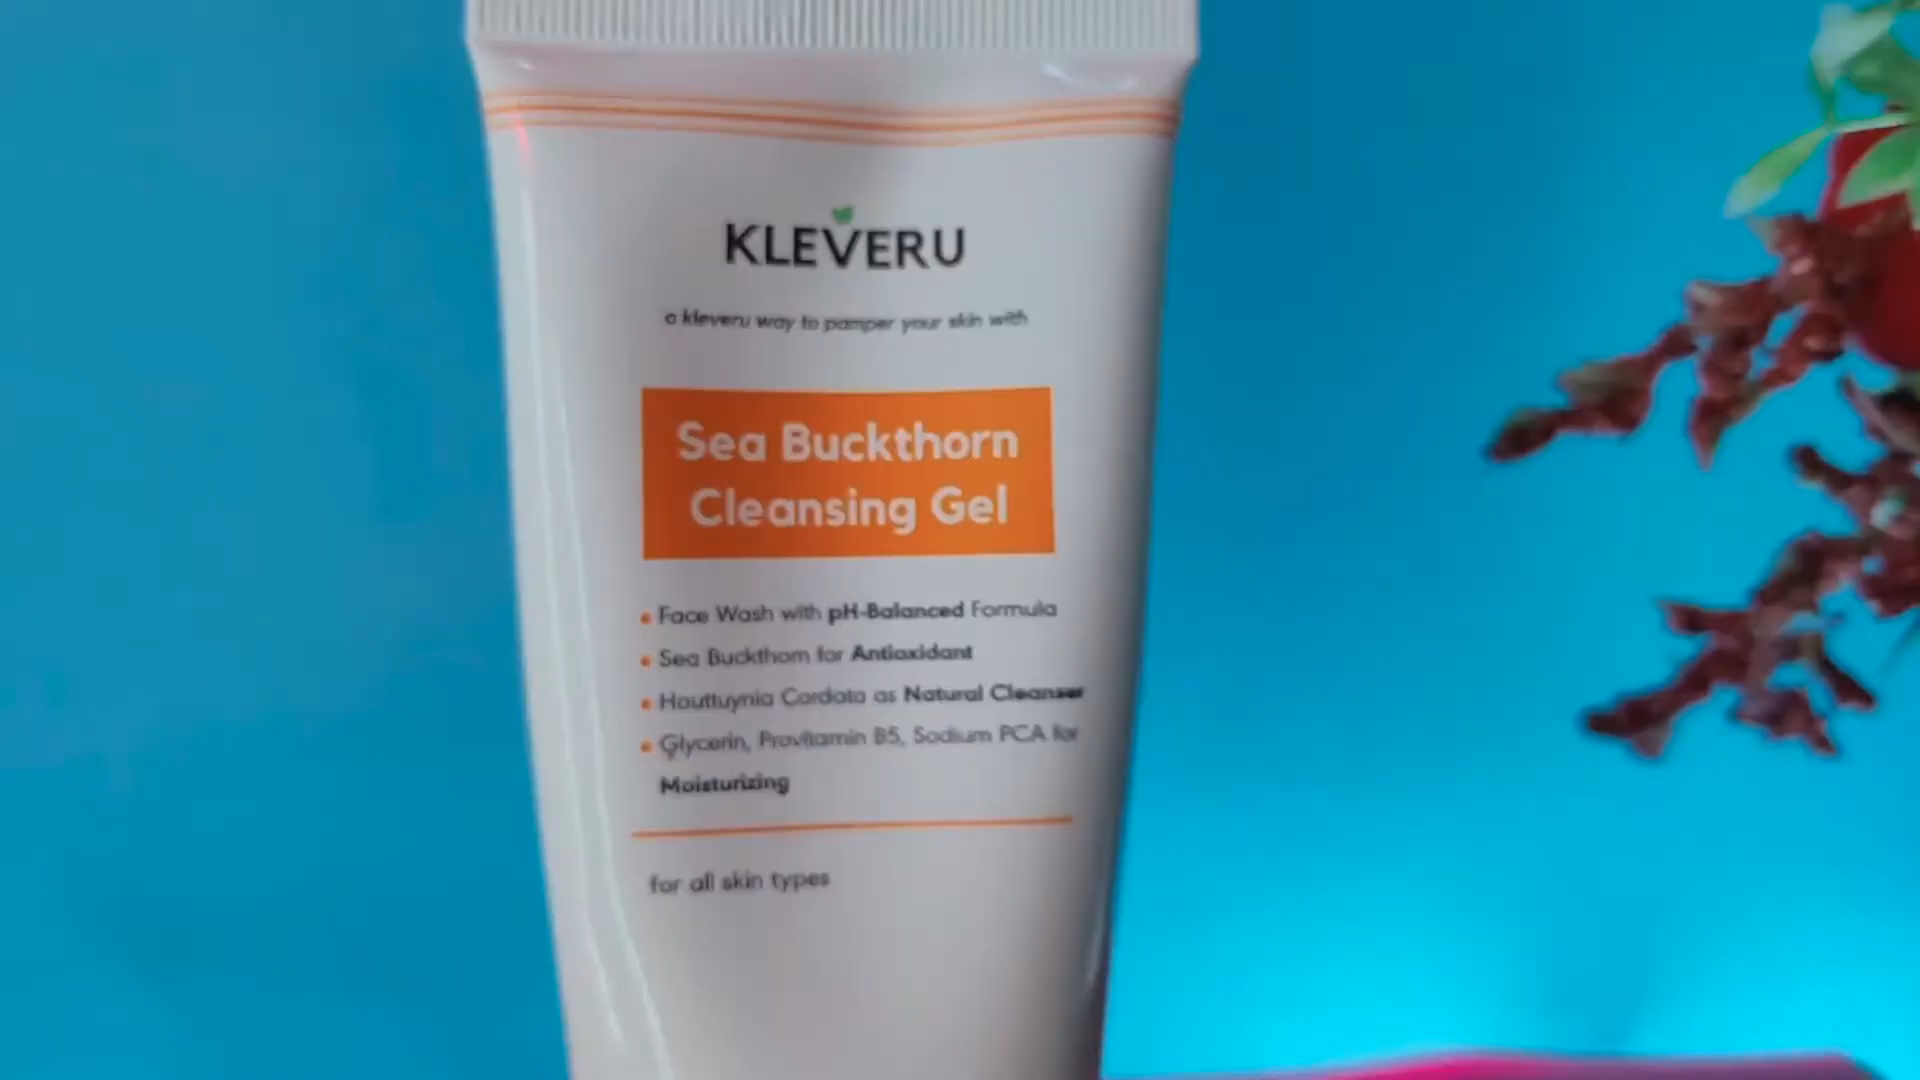 KLEVERU
a kleveru way to pamper your skin with
Sea Buckthorn
Cleansing Gel
• Face Wash with pH-Balanced Formula
• Sea Buckthorn for Antioxidant
• Houttuynia Cordata as Natural Cleanser
• Glycerin, Provitamin B5, Sodium PCA for
Moisturizing
for all skin types